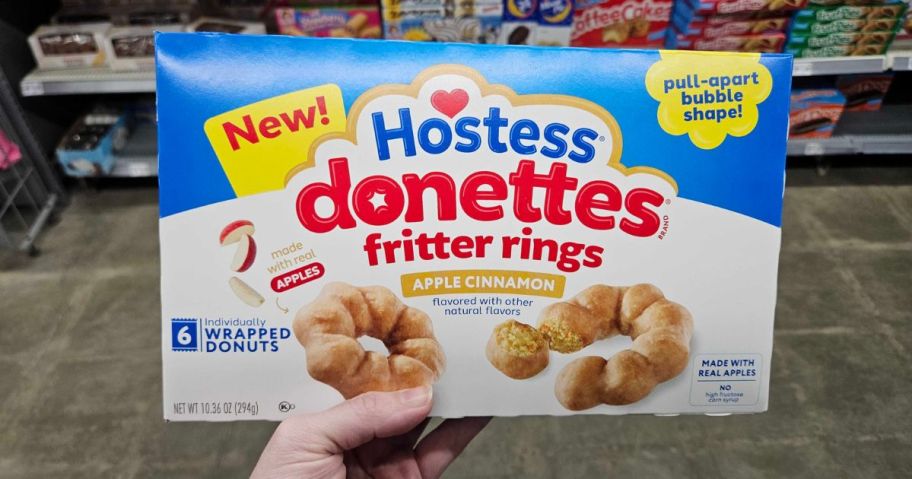 New!
Hostess®
donettes®
BRAND
fritter rings
APPLE CINNAMON
flavored with other
natural flavors
pull-apart
bubble
shape!
made
with real
APPLES
6
Individually
WRAPPED
DONUTS
NET WT 10.36 OZ (294g)
MADE WITH
REAL APPLES
NO
high fructose
corn syrup
CoffeeCakes